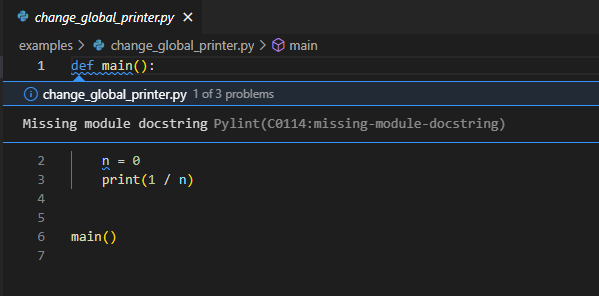 change_global_printer.py ×
examples > change_global_printer.py > main
1 def main():
change_global_printer.py 1 of 3 problems
Missing module docstring Pylint(C0114:missing-module-docstring)
2     n = 0
3     print(1 / n)
4
5
6 main()
7